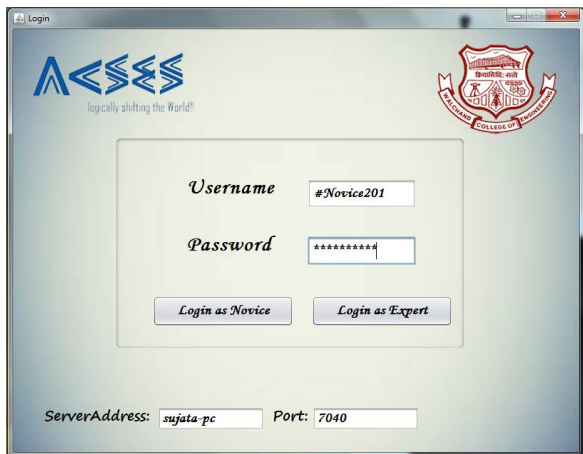 Login
ACSES
logically shifting the World!!
क्रियासिद्धि: सत्वे
WALCHAND COLLEGE OF ENGINEERING
Username #Novice201
Password **********
Login as Novice Login as Expert
ServerAddress: sujata-pc Port: 7040